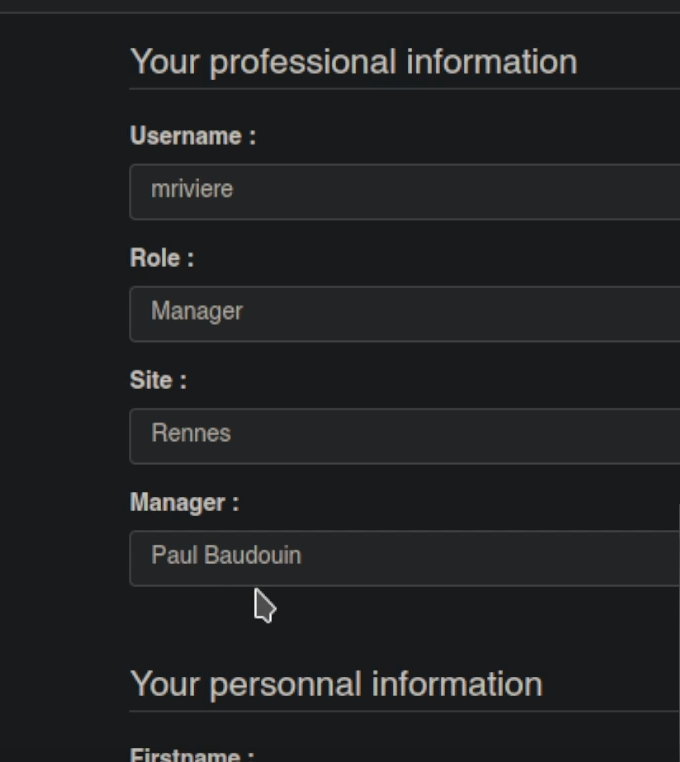 Your professional information
Username :
mriviere
Role :
Manager
Site :
Rennes
Manager :
Paul Baudouin
Your personnal information
Firstname :